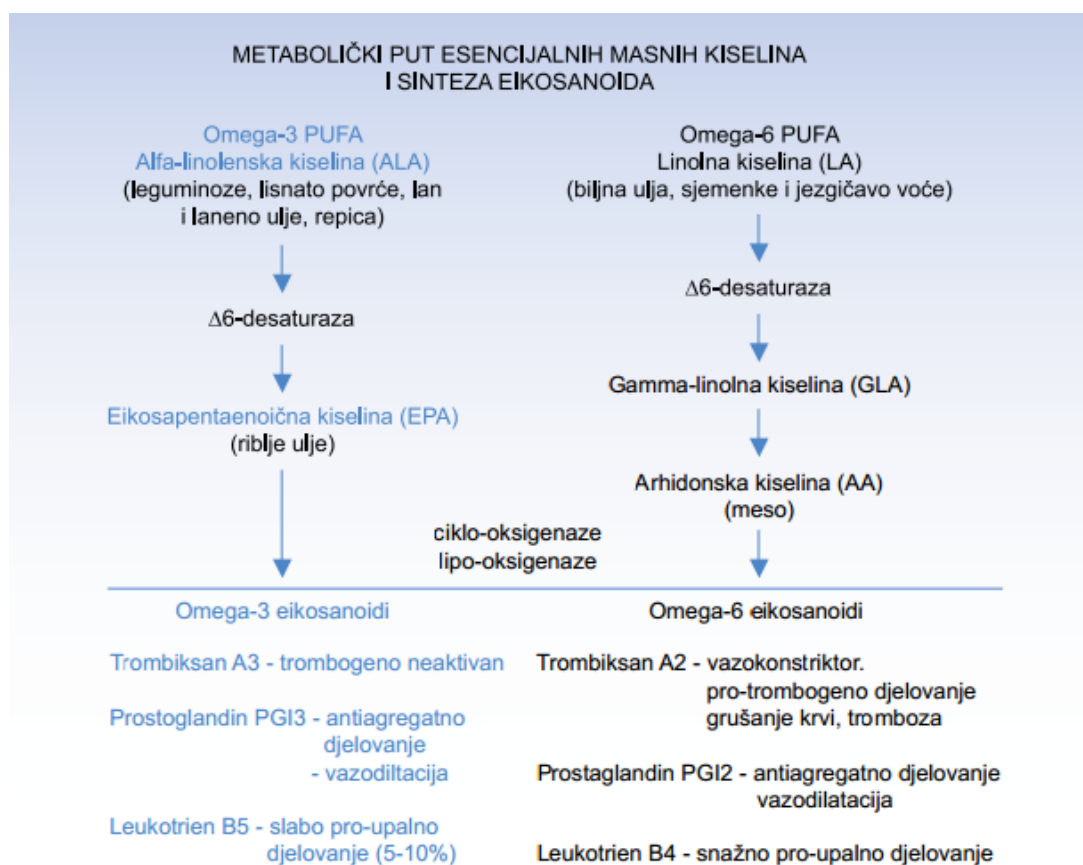 METABOLIČKI PUT ESENCIJALNIH MASNIH KISELINA
I SINTEZA EIKOSANOIDA
Omega-3 PUFA
Alfa-linolenska kiselina (ALA)
(leguminoze, lisnato povrće, lan
i laneno ulje, repica)
Δ6-desaturaza
Eikosapentaenoična kiselina (EPA)
(riblje ulje)
Omega-6 PUFA
Linolna kiselina (LA)
(biljna ulja, sjemenke i jezgičavo voće)
Δ6-desaturaza
Gamma-linolna kiselina (GLA)
Arhidonska kiselina (AA)
(meso)
ciklo-oksigenaze
lipo-oksigenaze
Omega-3 eikosanoidi
Trombiksan A3 - trombogeno neaktivan
Prostoglandin PGI3 - antiagregatno
djelovanje
- vazodiltacija
Leukotrien B5 - slabo pro-upalno
djelovanje (5-10%)
Omega-6 eikosanoidi
Trombiksan A2 - vazokonstriktor.
pro-trombogeno djelovanje
grušanje krvi, tromboza
Prostaglandin PGI2 - antiagregatno djelovanje
vazodilatacija
Leukotrien B4 - snažno pro-upalno djelovanje